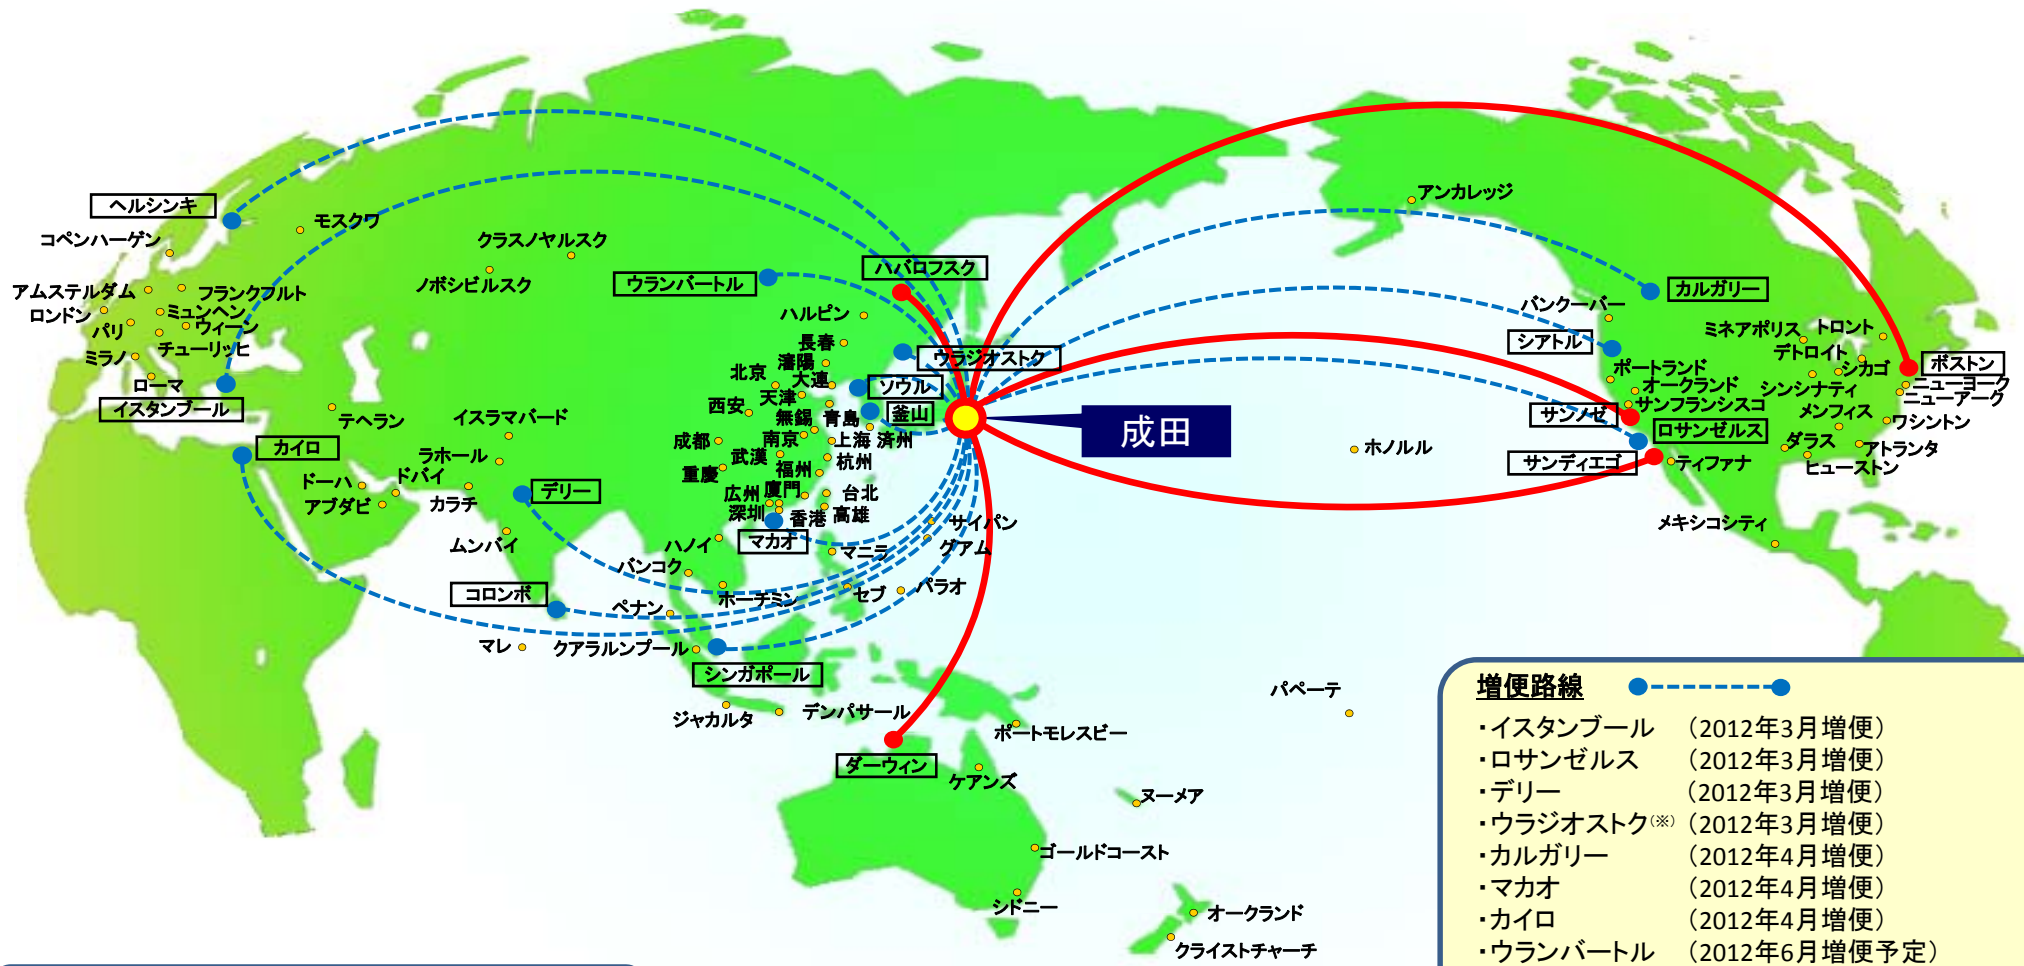 アンカレッジ
ヘルシンキ
モスクワ
コペンハーゲン
クラスノヤルスク
ノボシビルスク
ウランバートル
ハバロフスク
カルガリー
アムステルダム
フランクフルト
ロンドン
ミュンヘン
パリ
ウィーン
チューリッヒ
ミラノ
ローマ
イスタンブール
ハルピン
長春
瀋陽
ウラジオストク
北京
大連
ソウル
天津
西安
釜山
無錫
青島
成田
バンクーバー
シアトル
ミネアポリス
トロント
デトロイト
シカゴ
ボストン
ポートランド
シンシナティ
ニューヨーク
オークランド
ニューアーク
サンフランシスコ
サンノゼ
メンフィス
ワシントン
ロサンゼルス
ダラス
アトランタ
サンディエゴ
ティファナ
ヒューストン
ホノルル
メキシコシティ
テヘラン
イスラマバード
カイロ
成都
南京
上海
済州
ラホール
武漢
杭州
重慶
福州
ドーハ
ドバイ
デリー
広州
廈門
台北
アブダビ
カラチ
深圳
香港
高雄
サイパン
ムンバイ
ハノイ
マカオ
マニラ
グアム
バンコク
コロンボ
ペナン
ホーチミン
セブ
パラオ
マレ
クアラルンプール
シンガポール
ジャカルタ
デンパサール
ポートモレスビー
パペーテ
ダーウィン
ケアンズ
ヌーメア
ゴールドコースト
シドニー
オークランド
クライストチャーチ
増便路線
・イスタンブール （2012年3月増便）
・ロサンゼルス （2012年3月増便）
・デリー （2012年3月増便）
・ウラジオストク(※) （2012年3月増便）
・カルガリー （2012年4月増便）
・マカオ （2012年4月増便）
・カイロ （2012年4月増便）
・ウランバートル （2012年6月増便予定）